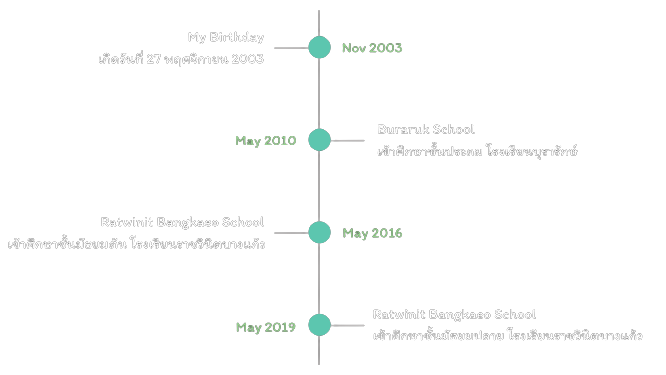 My Birthday
เกิดวันที่ 27 พฤศจิกายน 2003
Nov 2003
May 2010
Buraruk School
เข้าศึกษาชั้นประถม โรงเรียนบุรารักษ์
Ratwinit Bangkaeo School
เข้าศึกษาชั้นมัธยมต้น โรงเรียนราชวินิตบางแก้ว
May 2016
May 2019
Ratwinit Bangkaeo School
เข้าศึกษาชั้นมัธยมปลาย โรงเรียนราชวินิตบางแก้ว